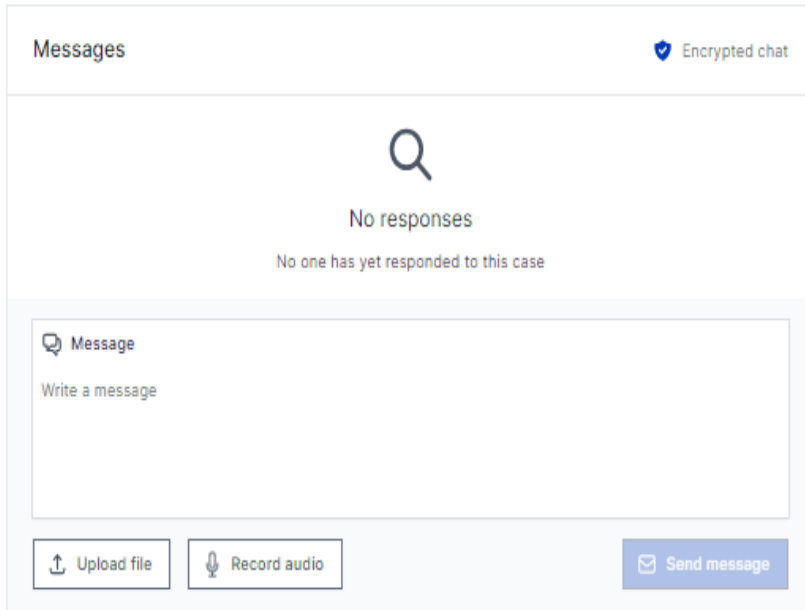 Messages
Encrypted chat
No responses
No one has yet responded to this case
Message
Write a message
Upload file
Record audio
Send message